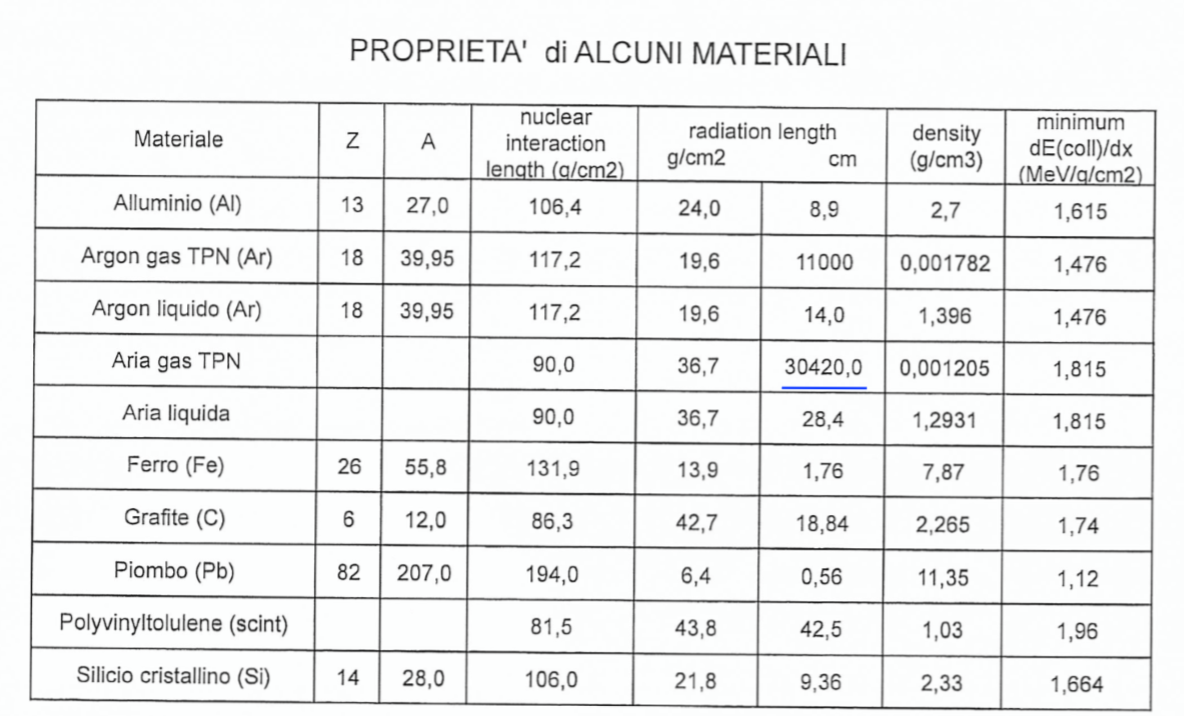 PROPRIETA' di ALCUNI MATERIALI
Materiale Z A nuclear interaction length (g/cm2) radiation length g/cm2 cm density (g/cm3) minimum dE(coll)/dx (MeV/g/cm2)
Alluminio (Al) 13 27,0 106,4 24,0 8,9 2,7 1,615
Argon gas TPN (Ar) 18 39,95 117,2 19,6 11000 0,001782 1,476
Argon liquido (Ar) 18 39,95 117,2 19,6 14,0 1,396 1,476
Aria gas TPN 90,0 36,7 30420,0 0,001205 1,815
Aria liquida 90,0 36,7 28,4 1,2931 1,815
Ferro (Fe) 26 55,8 131,9 13,9 1,76 7,87 1,76
Grafite (C) 6 12,0 86,3 42,7 18,84 2,265 1,74
Piombo (Pb) 82 207,0 194,0 6,4 0,56 11,35 1,12
Polyvinyltolulene (scint) 81,5 43,8 42,5 1,03 1,96
Silicio cristallino (Si) 14 28,0 106,0 21,8 9,36 2,33 1,664